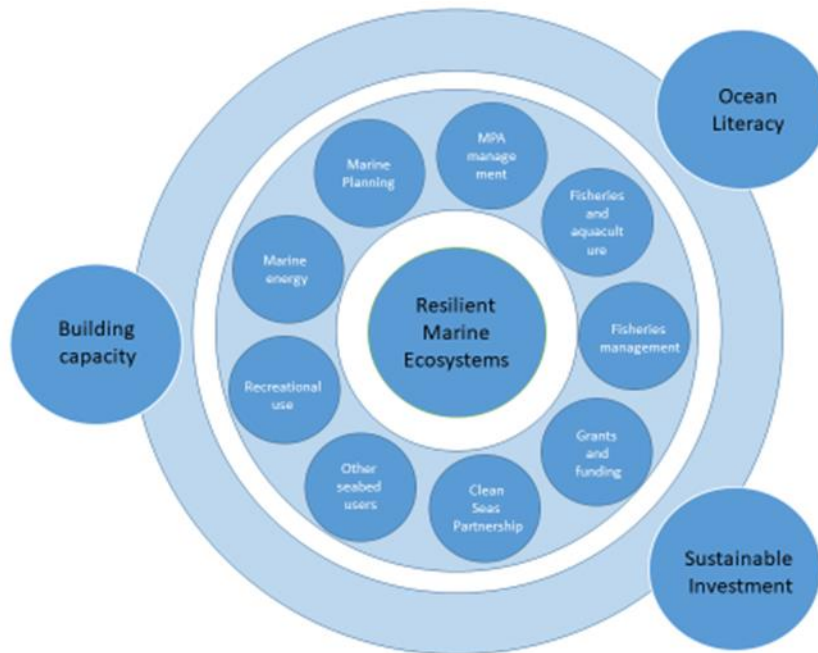 Ocean
Literacy
MPA
manage
ment
Marine
Planning
Fisheries
and
aquacult
ure
Marine
energy
Building
capacity
Resilient
Marine
Ecosystems
Fisheries
management
Recreational
use
Grants
and
funding
Other
seabed
users
Clean
Seas
Partnership
Sustainable
Investment